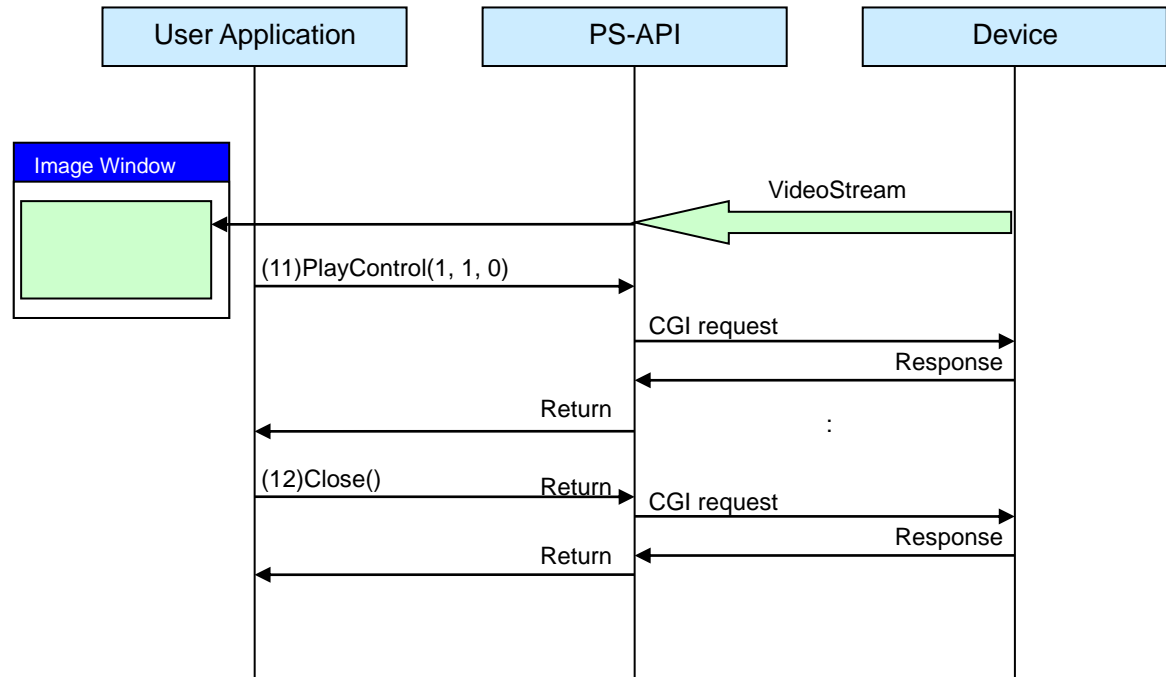 User Application
PS-API
Device
Image Window
VideoStream
(11)PlayControl(1, 1, 0)
CGI request
Response
Return
:
(12)Close()
Return
CGI request
Response
Return